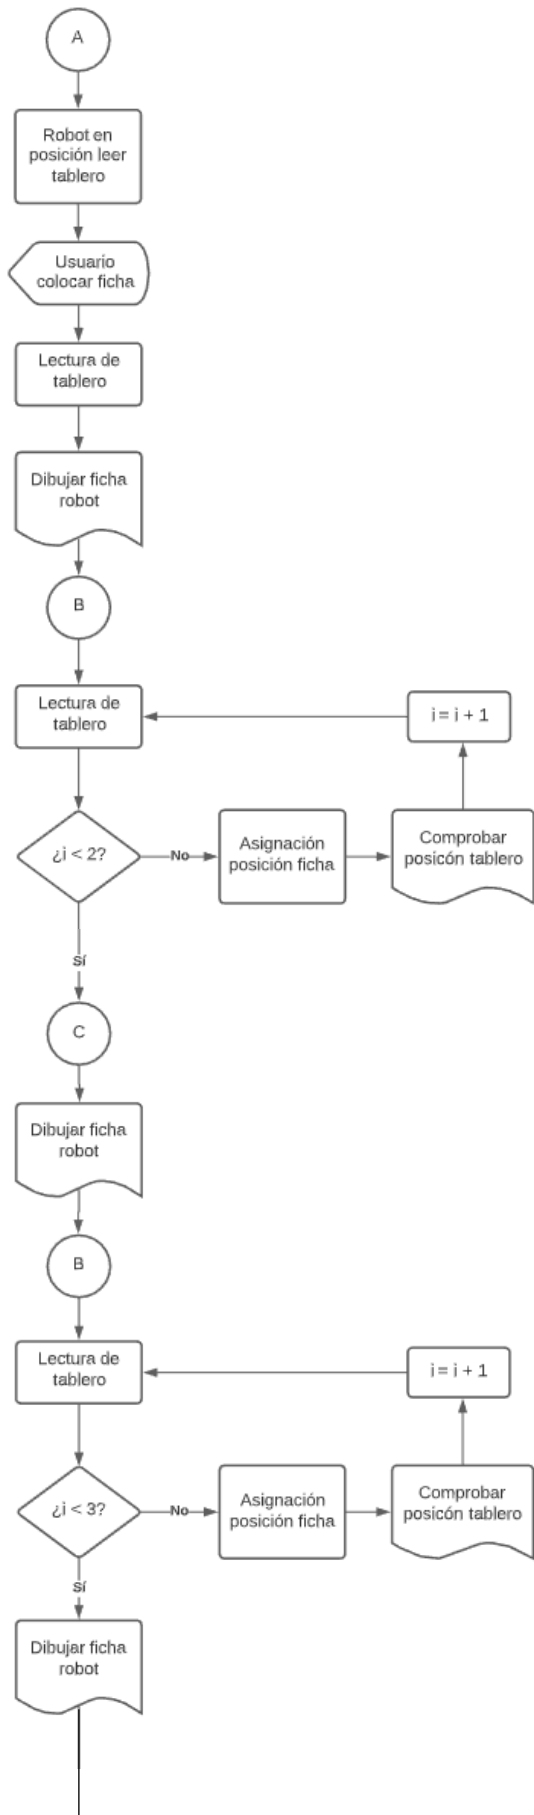 A
Robot en
posición leer
tablero
Usuario
colocar ficha
Lectura de
tablero
Dibujar ficha
robot
B
Lectura de
tablero
i = i + 1
¿i < 2?
No
Asignación
posición ficha
Comprobar
posicón tablero
Sí
C
Dibujar ficha
robot
B
Lectura de
tablero
i = i + 1
¿i < 3?
No
Asignación
posición ficha
Comprobar
posicón tablero
Sí
Dibujar ficha
robot